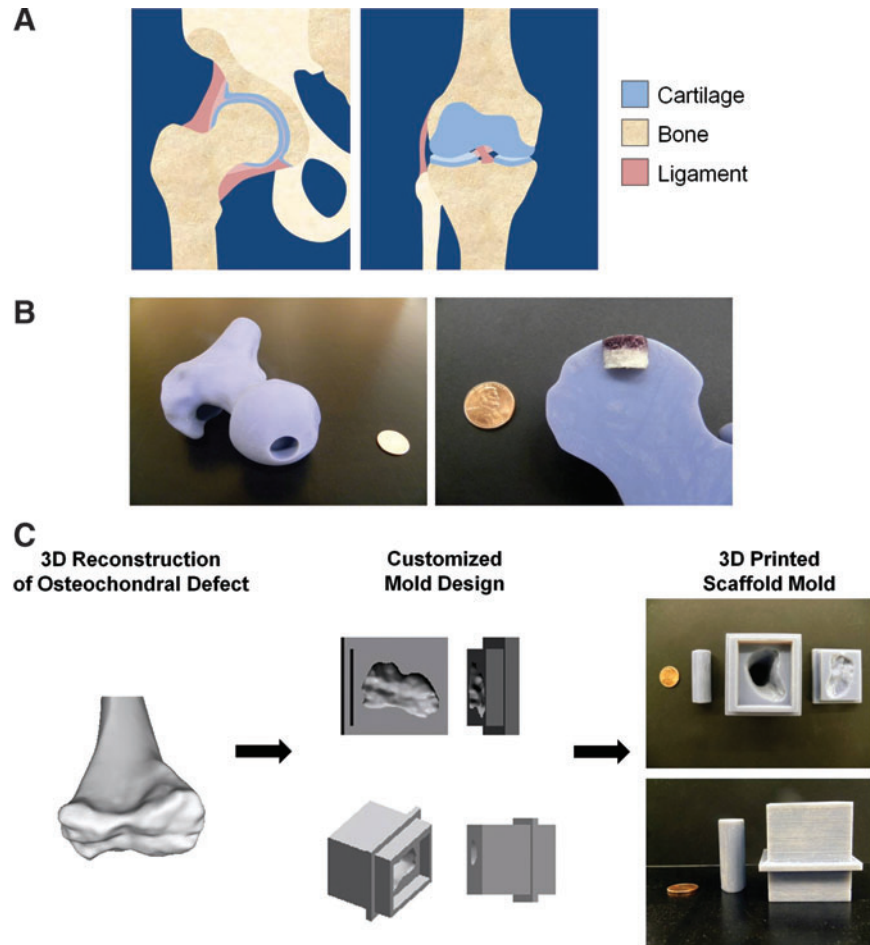 A
Cartilage
Bone
Ligament
B
C
3D Reconstruction
of Osteochondral Defect
Customized
Mold Design
3D Printed
Scaffold Mold